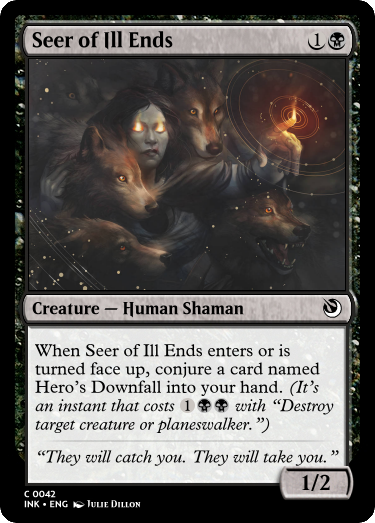 Seer of Ill Ends 1
Creature — Human Shaman
When Seer of Ill Ends enters or is
turned face up, conjure a card named
Hero's Downfall into your hand. (It's
an instant that costs 1 with “Destroy
target creature or planeswalker.”)
“They will catch you. They will take you.”
1/2
C 0042
INK • ENG JULIE DILLON